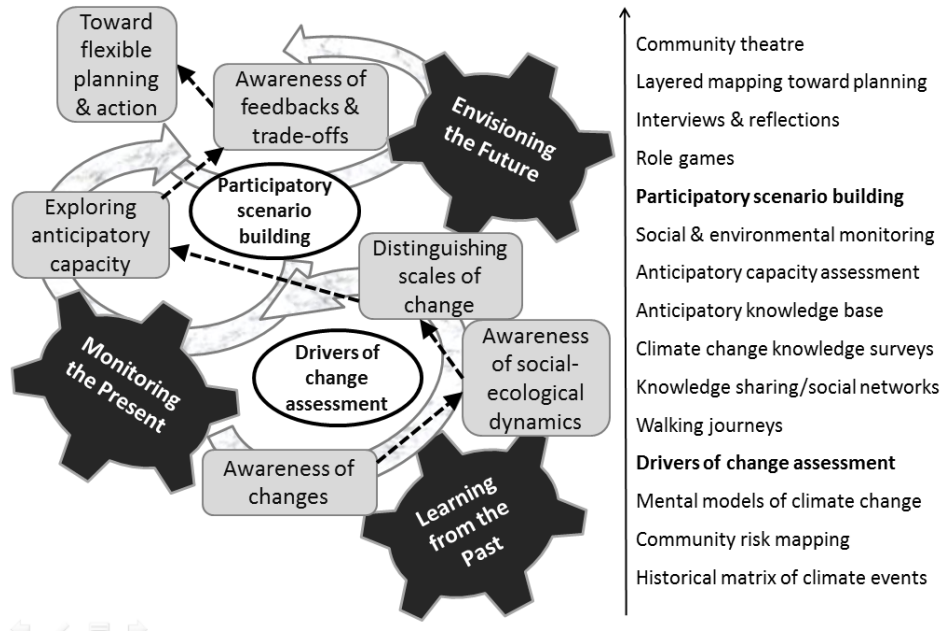 Toward
flexible
planning
& action
Awareness of
feedbacks &
trade-offs
Envisioning
the Future
Exploring
anticipatory
capacity
Participatory
scenario
building
Distinguishing
scales of
change
Monitoring
the Present
Drivers of
change
assessment
Awareness
of social-
ecological
dynamics
Awareness of
changes
Learning
from the
Past
Community theatre
Layered mapping toward planning
Interviews & reflections
Role games
Participatory scenario building
Social & environmental monitoring
Anticipatory capacity assessment
Anticipatory knowledge base
Climate change knowledge surveys
Knowledge sharing/social networks
Walking journeys
Drivers of change assessment
Mental models of climate change
Community risk mapping
Historical matrix of climate events